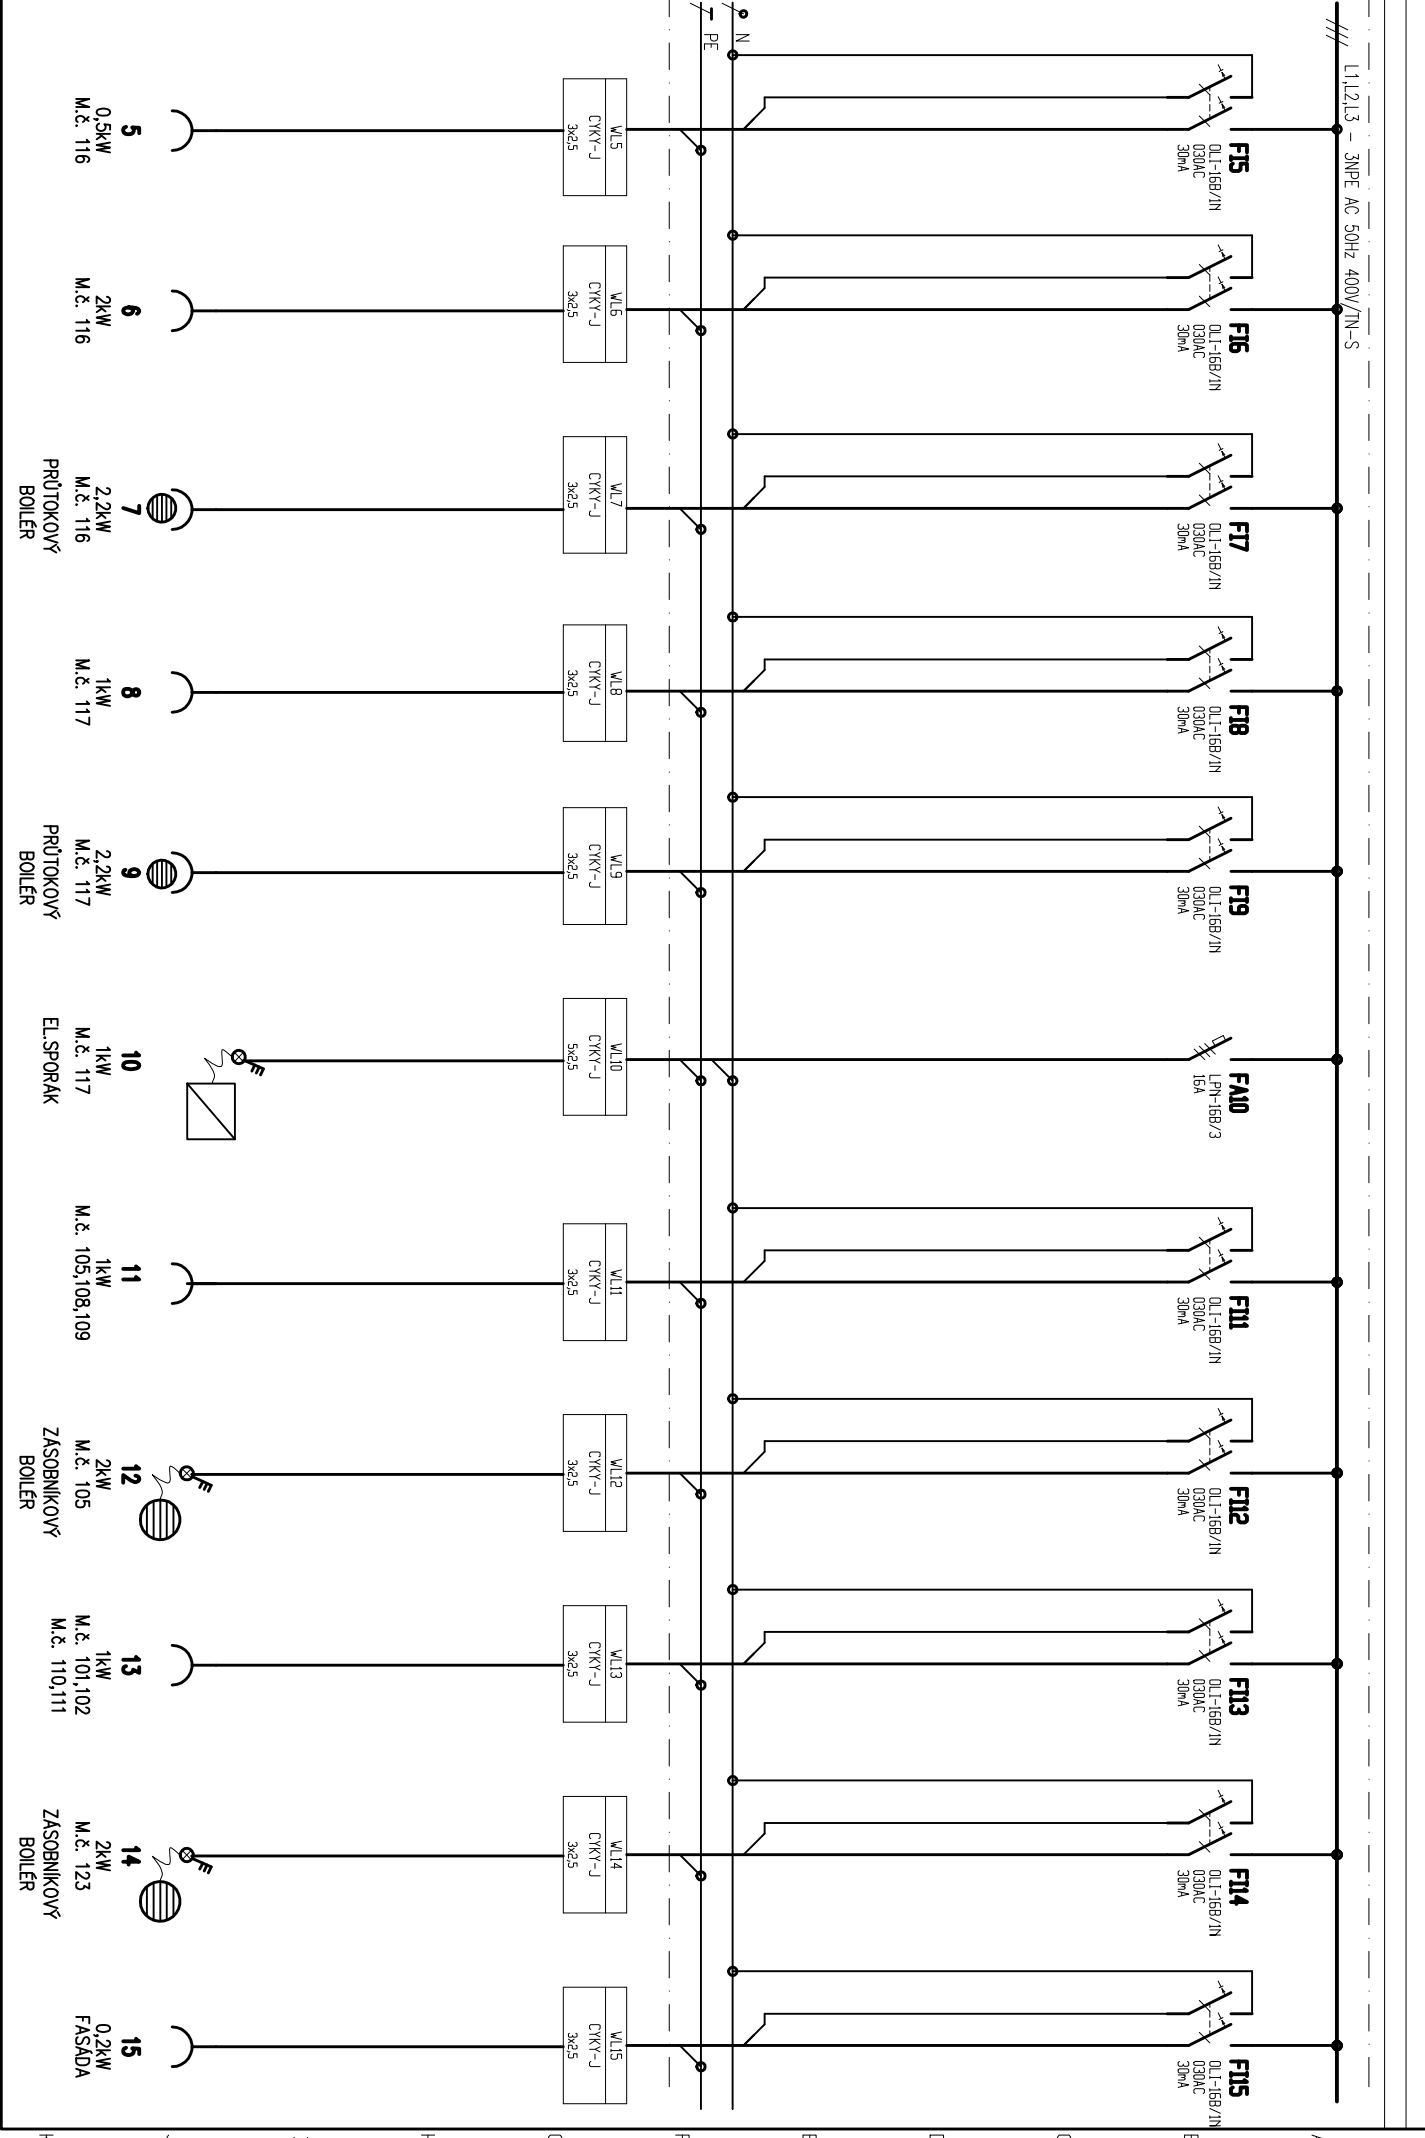 L1,L2,L3 - 3NPE AC 50Hz 400V/TN-S
N
PE
FI5
OLI-16B/1N
030AC
30mA
FI6
OLI-16B/1N
030AC
30mA
FI7
OLI-16B/1N
030AC
30mA
FI8
OLI-16B/1N
030AC
30mA
FI9
OLI-16B/1N
030AC
30mA
FA10
LPN-16B/3
16A
FI11
OLI-16B/1N
030AC
30mA
FI12
OLI-16B/1N
030AC
30mA
FI13
OLI-16B/1N
030AC
30mA
FI14
OLI-16B/1N
030AC
30mA
FI15
OLI-16B/1N
030AC
30mA
WL5
CYKY-J
3x2,5
WL6
CYKY-J
3x2,5
WL7
CYKY-J
3x2,5
WL8
CYKY-J
3x2,5
WL9
CYKY-J
3x2,5
WL10
CYKY-J
5x2,5
WL11
CYKY-J
3x2,5
WL12
CYKY-J
3x2,5
WL13
CYKY-J
3x2,5
WL14
CYKY-J
3x2,5
WL15
CYKY-J
3x2,5
5
0,5kW
M.č. 116
6
2kW
M.č. 116
7
2,2kW
M.č. 116
PRŮTOKOVÝ
BOILÉR
8
1kW
M.č. 117
9
2,2kW
M.č. 117
PRŮTOKOVÝ
BOILÉR
10
1kW
M.č. 117
EL.SPORÁK
11
1kW
M.č. 105,108,109
12
2kW
M.č. 105
ZÁSOBNÍKOVÝ
BOILÉR
13
1kW
M.č. 101,102
M.č. 110,111
14
2kW
M.č. 123
ZÁSOBNÍKOVÝ
BOILÉR
15
0,2kW
FASÁDA